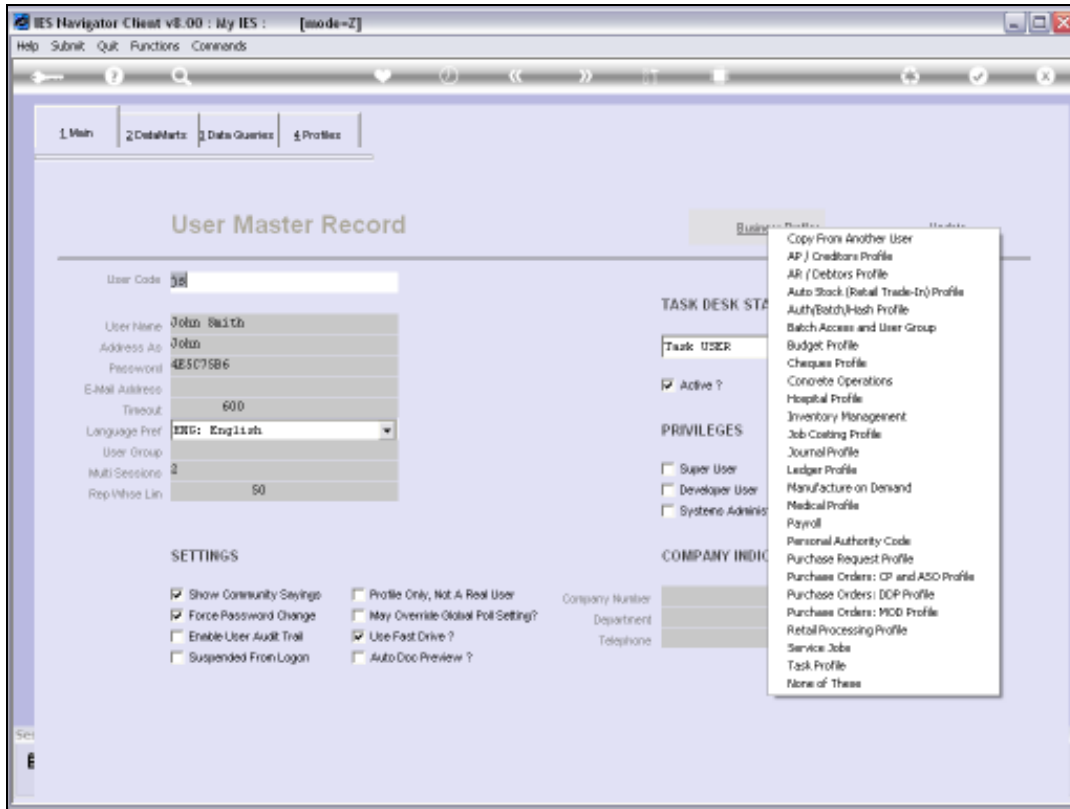 IES Navigator Client v8.00 : My IES : [mode=Z]
Help Submit Quit Functions Commands
1 Main 2 DataMarts 3 Data Queries 4 Profiles
User Master Record
User Code
User Name John Smith
Address As John
Password 4E5C75B6
E-Mail Address
Timeout 600
Language Pref ENG: English
User Group
Multi Sessions 2
Rep Whse Lim 50
SETTINGS
Show Community Sayings
Force Password Change
Enable User Audit Trail
Suspended From Logon
Profile Only, Not A Real User
May Override Global Poll Setting?
Use Fast Drive ?
Auto Doc Preview ?
TASK DESK STA
Task USER
Active ?
PRIVILEGES
Super User
Developer User
Systems Adminis
COMPANY INDIC
Company Number
Department
Telephone
Copy From Another User
AP / Creditors Profile
AR / Debtors Profile
Auto Stock (Retail Trade-In) Profile
Auth/Batch/Hash Profile
Batch Access and User Group
Budget Profile
Cheques Profile
Concrete Operations
Hospital Profile
Inventory Management
Job Costing Profile
Journal Profile
Ledger Profile
Manufacture on Demand
Medical Profile
Payroll
Personal Authority Code
Purchase Request Profile
Purchase Orders: CP and ASO Profile
Purchase Orders: DOP Profile
Purchase Orders: MOD Profile
Retail Processing Profile
Service Jobs
Task Profile
None of These